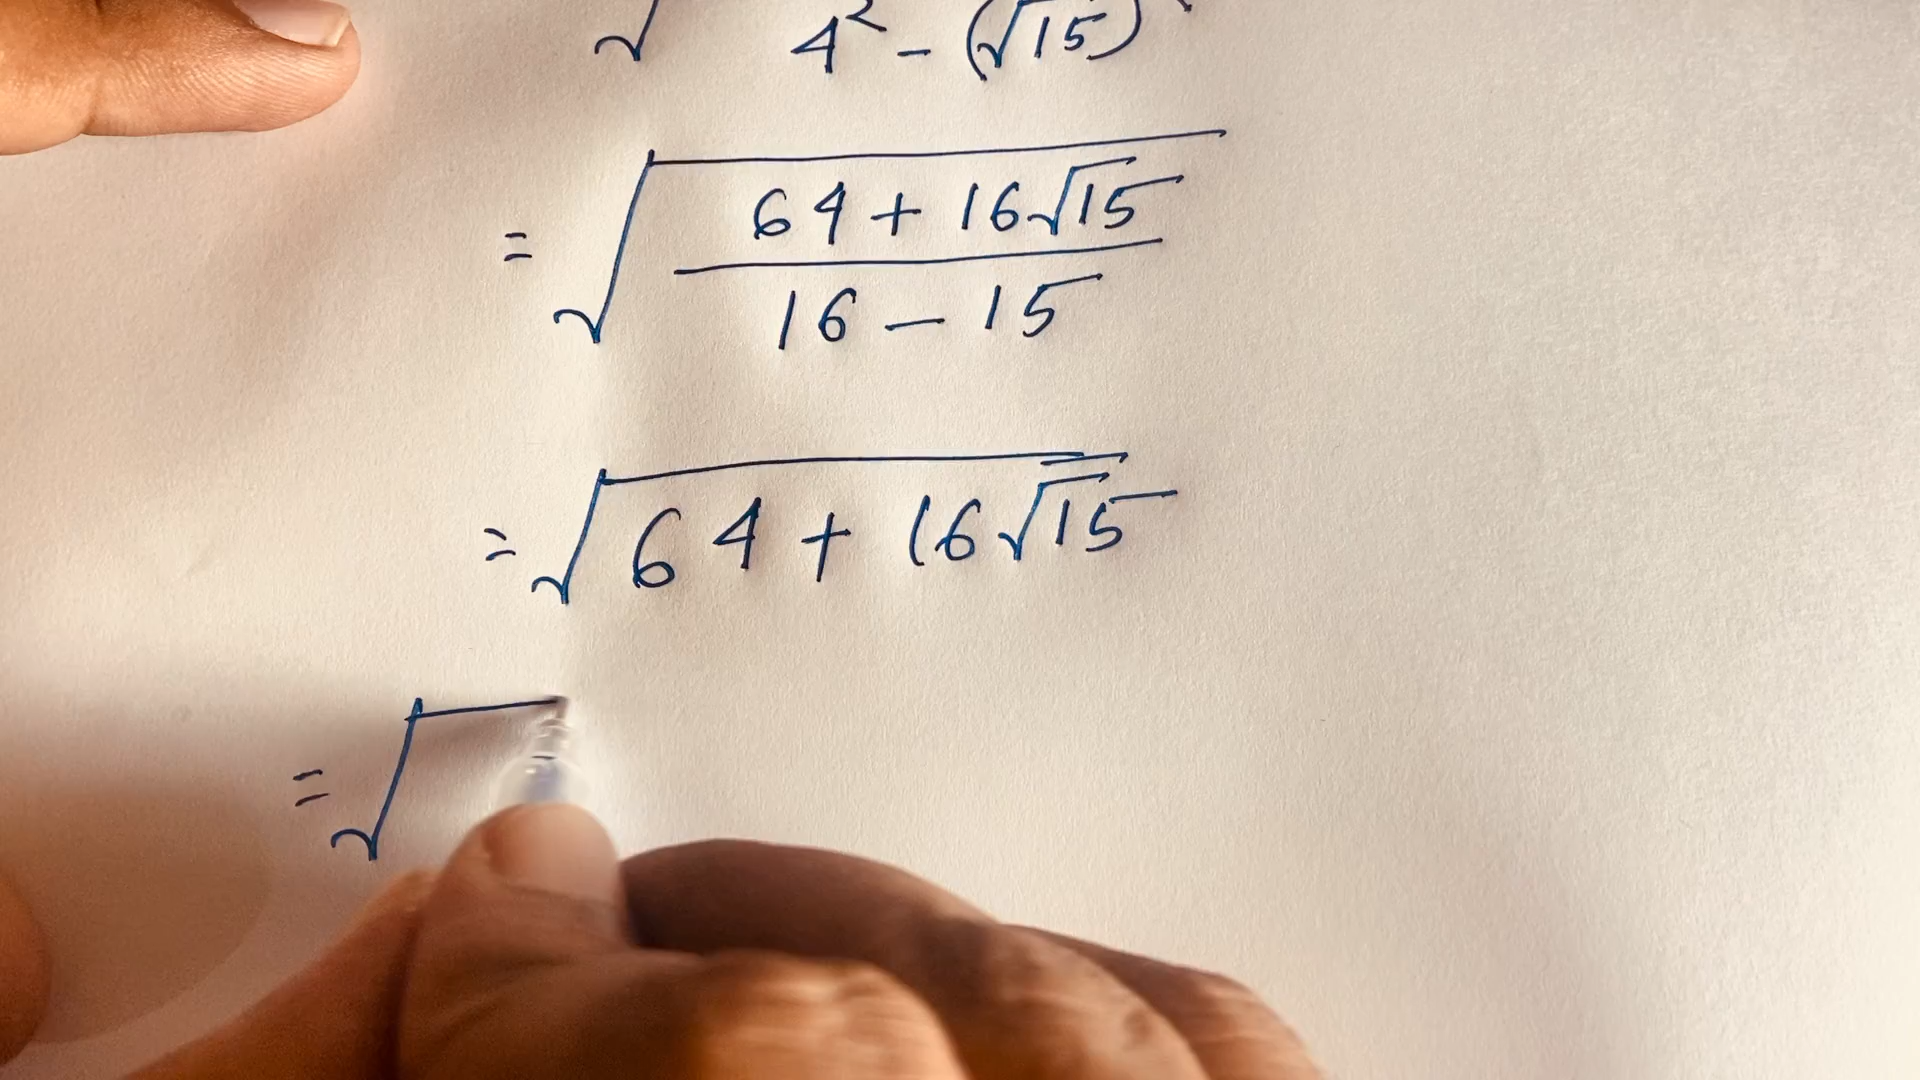 √ 4² - (√15)
= √ 64 + 16√15
16 - 15
= √64 + 16√15
= √